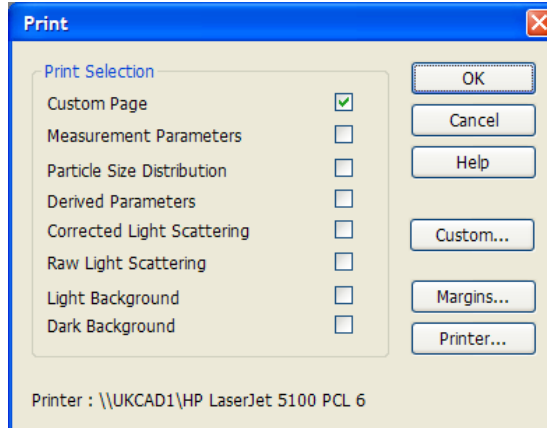 Print
Print Selection
Custom Page
Measurement Parameters
Particle Size Distribution
Derived Parameters
Corrected Light Scattering
Raw Light Scattering
Light Background
Dark Background
OK
Cancel
Help
Custom...
Margins...
Printer...
Printer : \\UKCAD1\HP LaserJet 5100 PCL 6